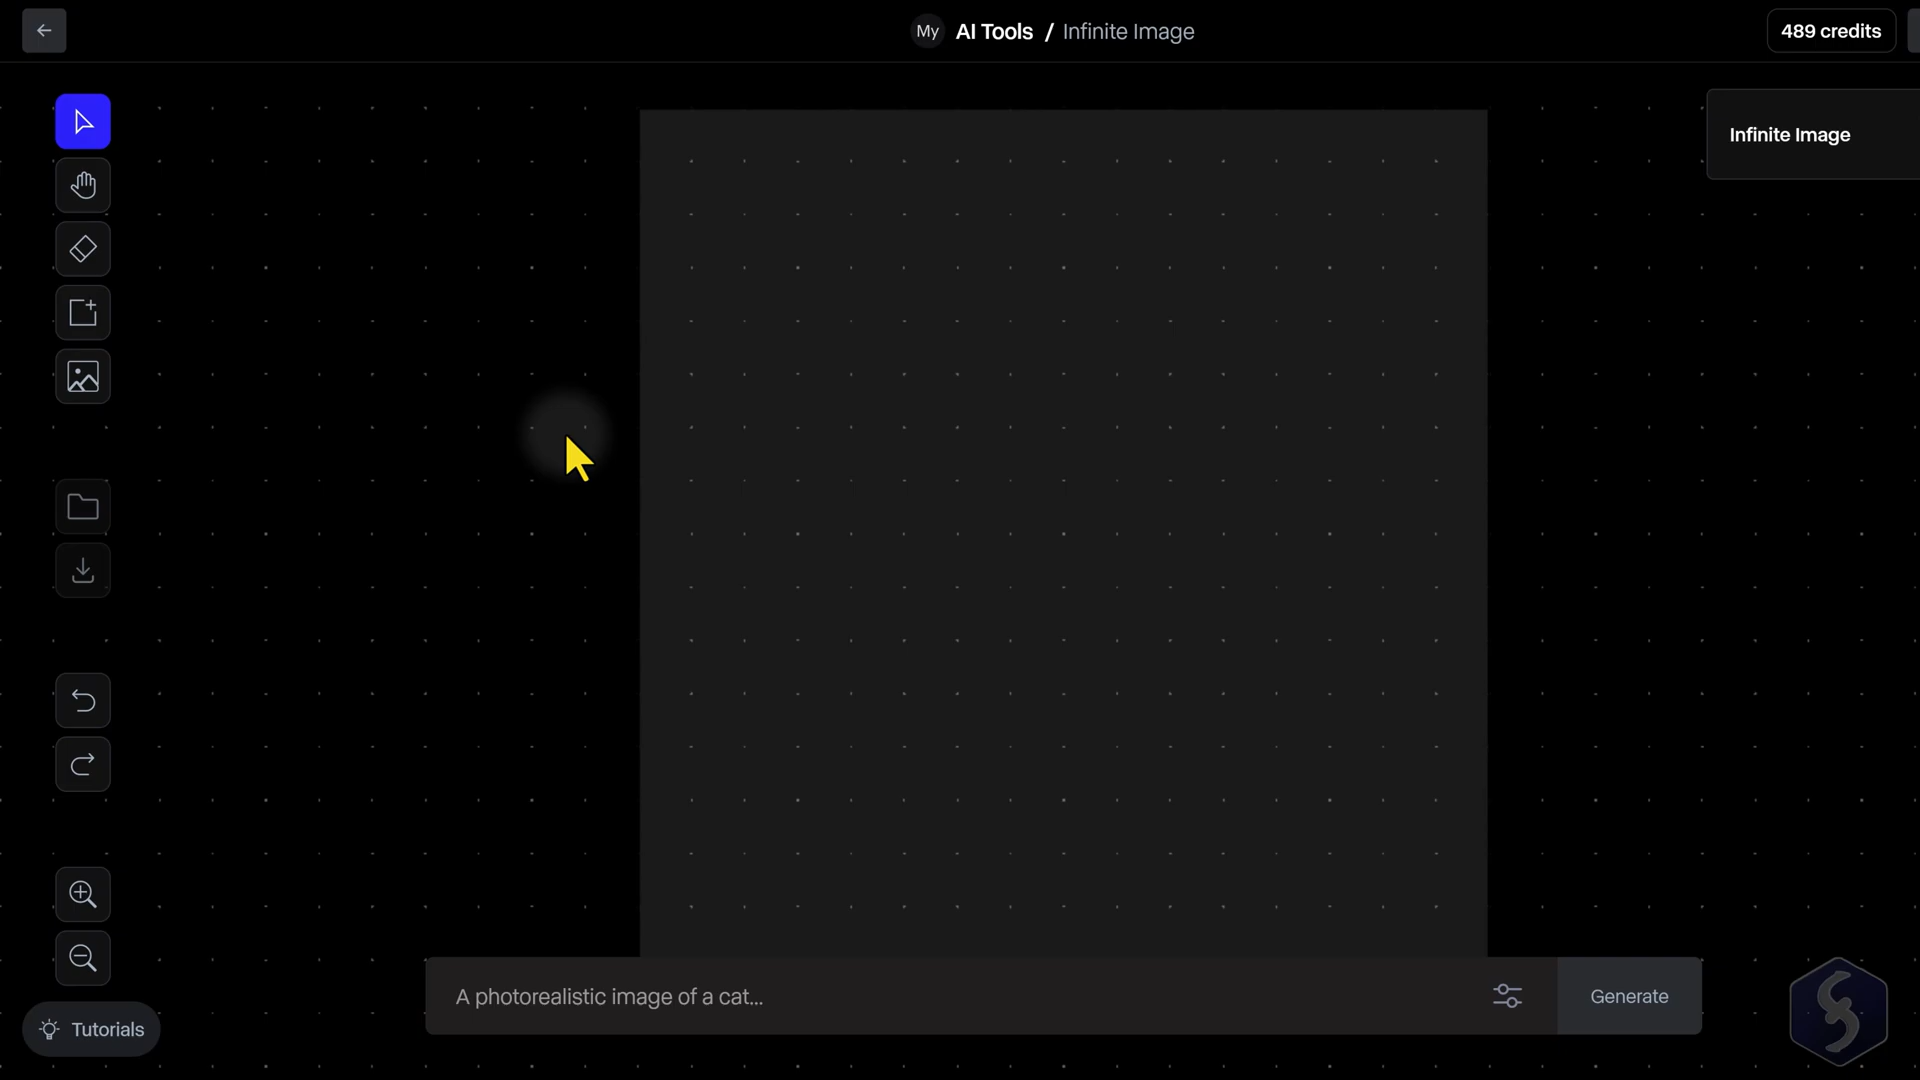 My AI Tools / Infinite Image
489 credits
Infinite Image
A photorealistic image of a cat...
Generate
Tutorials